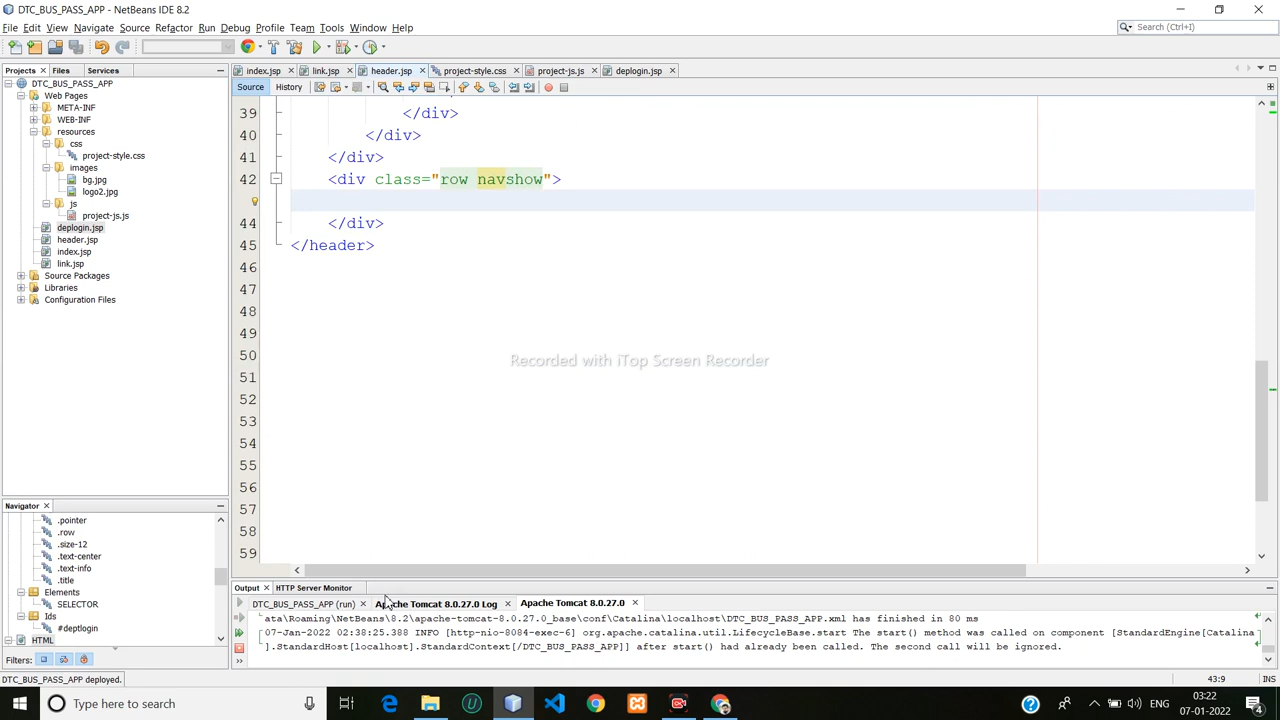 DTC_BUS_PASS_APP - NetBeans IDE 8.2
File Edit View Navigate Source Refactor Run Debug Profile Team Tools Window Help
Search (Ctrl+I)
Projects Files Services
index.jsp link.jsp header.jsp project-style.css project-js.js deplogin.jsp
Source History
DTC_BUS_PASS_APP
Web Pages
META-INF
WEB-INF
resources
css
project-style.css
images
bg.jpg
logo2.jpg
js
project-js.js
deplogin.jsp
header.jsp
index.jsp
link.jsp
Source Packages
Libraries
Configuration Files
39 </div>
40 </div>
41 </div>
42 <div class="row navshow">
44 </div>
45 </header>
46
47
48
49
50
51
52
53
54
55
56
57
58
59
Recorded with iTop Screen Recorder
Navigator
.pointer
.row
.size-12
.text-center
.text-info
.title
Elements
SELECTOR
Ids
#deplogin
HTML
Filters:
Output HTTP Server Monitor
DTC_BUS_PASS_APP (run) Apache Tomcat 8.0.27.0 Log Apache Tomcat 8.0.27.0
ata\Roaming\NetBeans\8.2\apache-tomcat-8.0.27.0_base\conf\Catalina\localhost\DTC_BUS_PASS_APP.xml has finished in 80 ms
07-Jan-2022 02:38:25.388 INFO [http-nio-8084-exec-6] org.apache.catalina.util.LifecycleBase.start The start() method was called on component [StandardEngine[Catalina
].StandardHost[localhost].StandardContext[/DTC_BUS_PASS_APP]] after start() had already been called. The second call will be ignored.
DTC_BUS_PASS_APP deployed.
43:9
INS
Type here to search
03:22
07-01-2022
4